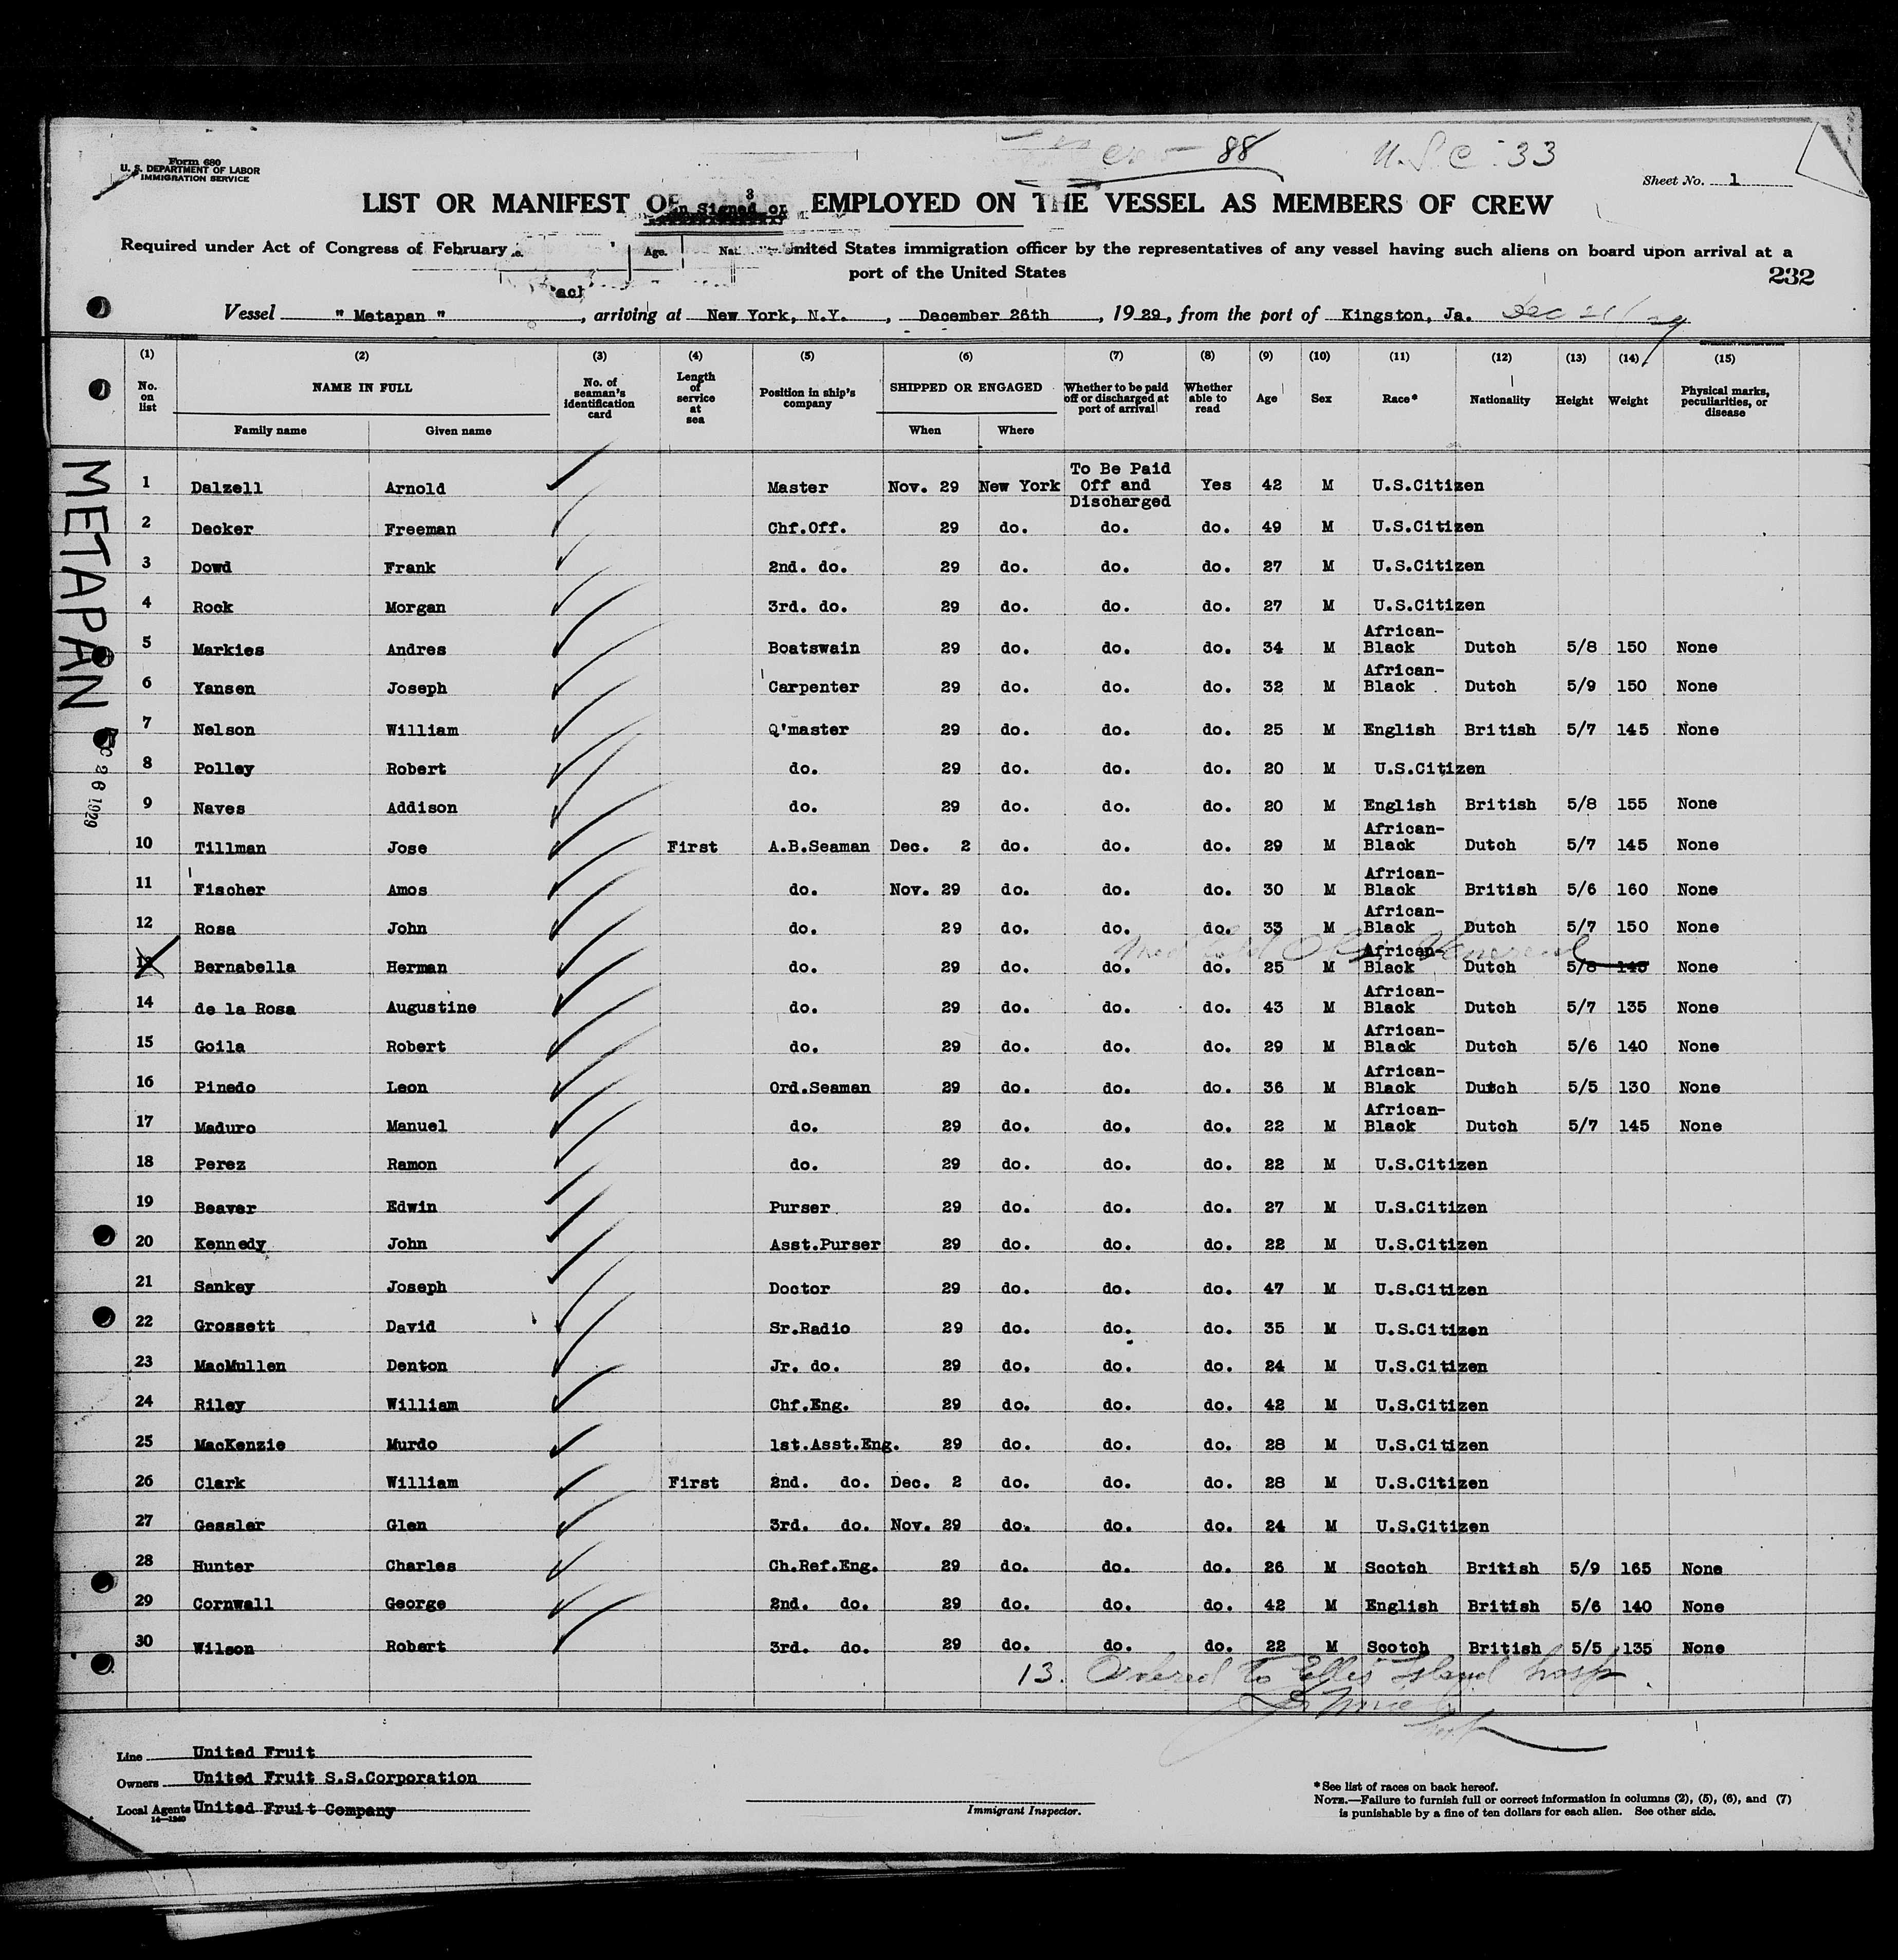 Form 680
U. S. DEPARTMENT OF LABOR
IMMIGRATION SERVICE
crew 88
U.S.C. 33
Sheet No. 1
LIST OR MANIFEST OF EMPLOYED ON THE VESSEL AS MEMBERS OF CREW
Required under Act of Congress of February United States immigration officer by the representatives of any vessel having such aliens on board upon arrival at a
port of the United States
232
Vessel " Metapan ", arriving at New York, N.Y., December 26th, 1929, from the port of Kingston, Ja. Dec 21/29
(1) (2) (3) (4) (5) (6) (7) (8) (9) (10) (11) (12) (13) (14) (15)
No. on list NAME IN FULL Family name Given name No. of seaman's identification card Length of service at sea Position in ship's company SHIPPED OR ENGAGED When Where Whether to be paid off or discharged at port of arrival Whether able to read Age Sex Race* Nationality Height Weight Physical marks, peculiarities, or disease
METAPAN
DEC 26 1929
1 Dalzell Arnold Master Nov. 29 New York To Be Paid Off and Discharged Yes 42 M U.S.Citizen
2 Decker Freeman Chf.Off. 29 do. do. do. 49 M U.S.Citizen
3 Dowd Frank 2nd. do. 29 do. do. do. 27 M U.S.Citizen
4 Rock Morgan 3rd. do. 29 do. do. do. 27 M U.S.Citizen
5 Markies Andres Boatswain 29 do. do. do. 34 M African-Black Dutch 5/8 150 None
6 Yansen Joseph Carpenter 29 do. do. do. 32 M African-Black Dutch 5/9 150 None
7 Nelson William Q'master 29 do. do. do. 25 M English British 5/7 145 None
8 Polley Robert do. 29 do. do. do. 20 M U.S.Citizen
9 Naves Addison do. 29 do. do. do. 20 M English British 5/8 155 None
10 Tillman Jose First A.B.Seaman Dec. 2 do. do. do. 29 M African-Black Dutch 5/7 145 None
11 Fischer Amos do. Nov. 29 do. do. do. 30 M African-Black British 5/6 160 None
12 Rosa John do. 29 do. do. do. 33 M African-Black Dutch 5/7 150 None
13 Bernabella Herman do. 29 do. do. do. 25 M African-Black Dutch 5/8 145 None
14 de la Rosa Augustine do. 29 do. do. do. 43 M African-Black Dutch 5/7 135 None
15 Goila Robert do. 29 do. do. do. 29 M African-Black Dutch 5/6 140 None
16 Pinedo Leon Ord.Seaman 29 do. do. do. 36 M African-Black Dutch 5/5 130 None
17 Maduro Manuel do. 29 do. do. do. 22 M African-Black Dutch 5/7 145 None
18 Perez Ramon do. 29 do. do. do. 22 M U.S.Citizen
19 Beaver Edwin Purser 29 do. do. do. 27 M U.S.Citizen
20 Kennedy John Asst.Purser 29 do. do. do. 22 M U.S.Citizen
21 Sankey Joseph Doctor 29 do. do. do. 47 M U.S.Citizen
22 Grossett David Sr.Radio 29 do. do. do. 35 M U.S.Citizen
23 MacMullen Denton Jr. do. 29 do. do. do. 24 M U.S.Citizen
24 Riley William Chf.Eng. 29 do. do. do. 42 M U.S.Citizen
25 MacKenzie Murdo 1st.Asst.Eng. 29 do. do. do. 28 M U.S.Citizen
26 Clark William First 2nd. do. Dec. 2 do. do. do. 28 M U.S.Citizen
27 Gessler Glen 3rd. do. Nov. 29 do. do. do. 24 M U.S.Citizen
28 Hunter Charles Ch.Ref.Eng. 29 do. do. do. 26 M Scotch British 5/9 165 None
29 Cornwall George 2nd. do. 29 do. do. do. 42 M English British 5/6 140 None
30 Wilson Robert 3rd. do. 29 do. do. do. 22 M Scotch British 5/5 135 None
13. Ordered to Ellis Island hosp.
Line United Fruit
Owners United Fruit S.S.Corporation
Local Agents United Fruit Company
14—1240
Immigrant Inspector.
*See list of races on back hereof.
NOTE.—Failure to furnish full or correct information in columns (2), (5), (6), and (7)
is punishable by a fine of ten dollars for each alien. See other side.